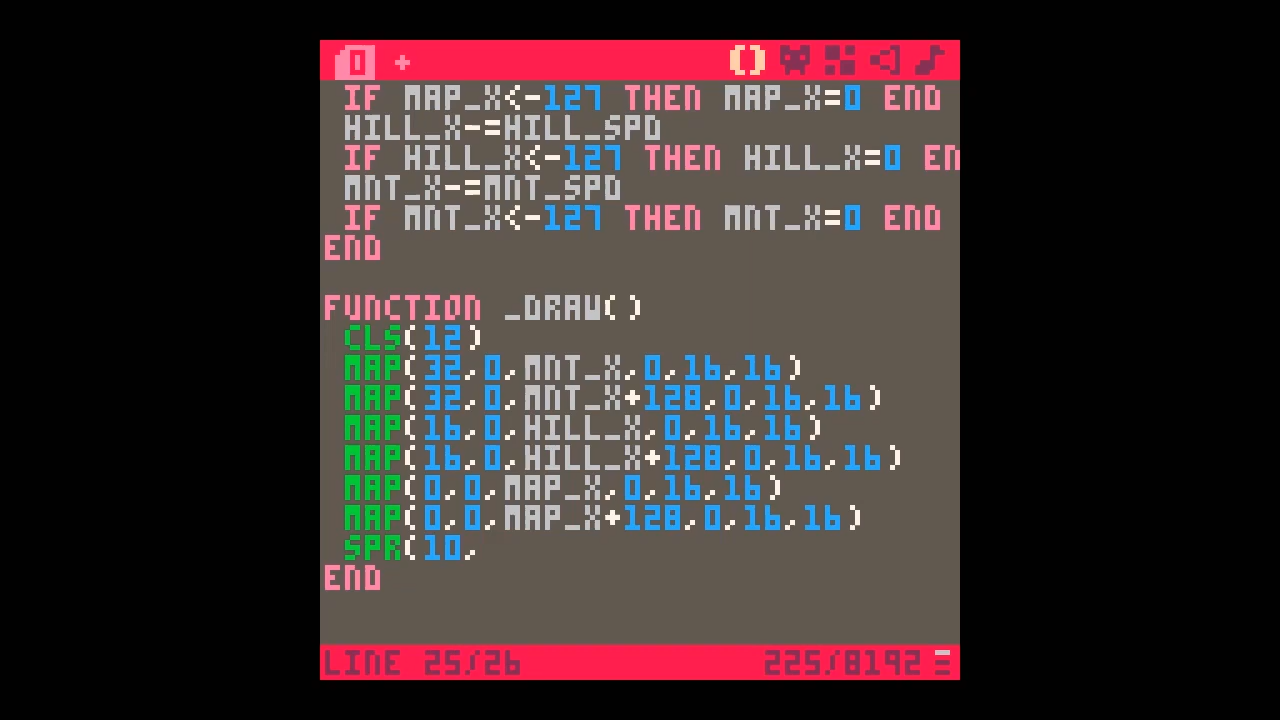 0 +
IF MAP_X<-127 THEN MAP_X=0 END
HILL_X-=HILL_SPD
IF HILL_X<-127 THEN HILL_X=0 EN
MNT_X-=MNT_SPD
IF MNT_X<-127 THEN MNT_X=0 END
END
FUNCTION _DRAW()
CLS(12)
MAP(32,0,MNT_X,0,16,16)
MAP(32,0,MNT_X+128,0,16,16)
MAP(16,0,HILL_X,0,16,16)
MAP(16,0,HILL_X+128,0,16,16)
MAP(0,0,MAP_X,0,16,16)
MAP(0,0,MAP_X+128,0,16,16)
SPR(10,
END
LINE 25/26 225/8192